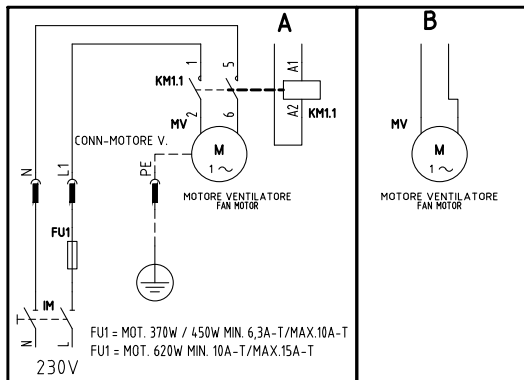 A
B
1
5
A1
KM1.1
A2
KM1.1
2
6
MV
MV
CONN-MOTORE V.
M
1 ~
M
1 ~
N
L1
PE
MOTORE VENTILATORE
FAN MOTOR
MOTORE VENTILATORE
FAN MOTOR
FU1
IM
N
L
FU1 = MOT. 370W / 450W MIN. 6,3A-T/MAX.10A-T
FU1 = MOT. 620W MIN. 10A-T/MAX.15A-T
230V